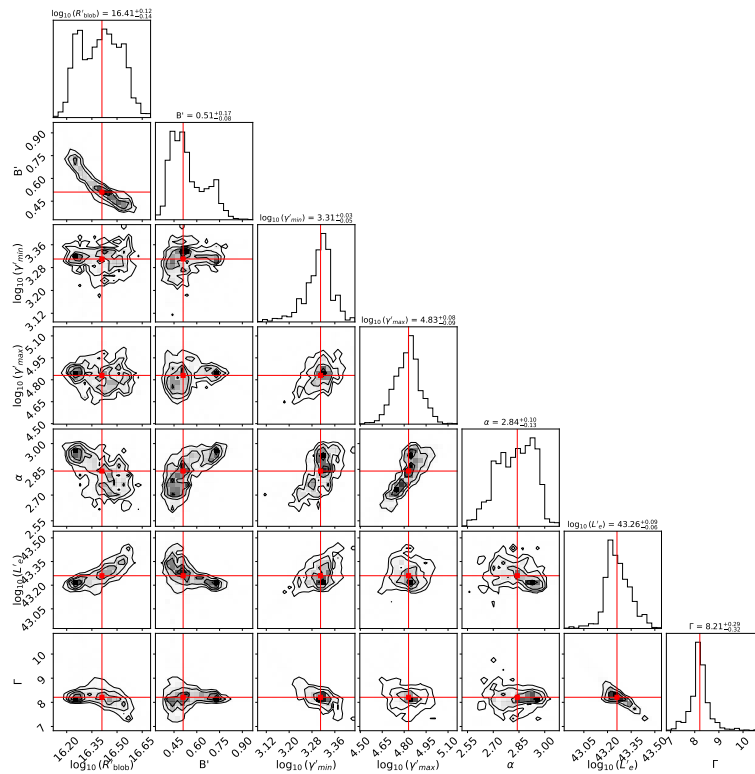 log₁₀(R'blob) = 16.41+0.12−0.14
B' = 0.51+0.17−0.08
log₁₀(γ'min) = 3.31+0.03−0.05
log₁₀(γ'max) = 4.83+0.08−0.09
α = 2.84+0.10−0.13
log₁₀(L'e) = 43.26+0.09−0.06
Γ = 8.21+0.29−0.32
B'
0.90
0.75
0.60
0.45
log₁₀(γ'min)
3.36
3.28
3.20
3.12
log₁₀(γ'max)
4.95
4.80
4.65
4.50
α
3.00
2.85
2.70
2.55
log₁₀(L'e)
43.50
43.35
43.20
43.05
Γ
10
9
8
7
16.20 16.35 16.50 16.65
0.45 0.60 0.75 0.90
3.12 3.20 3.28 3.36
4.50 4.65 4.80 4.95 5.10
2.55 2.70 2.85 3.00
43.05 43.20 43.35 43.50
7 8 9 10
log₁₀(R'blob) B' log₁₀(γ'min) log₁₀(γ'max) α log₁₀(L'e) Γ